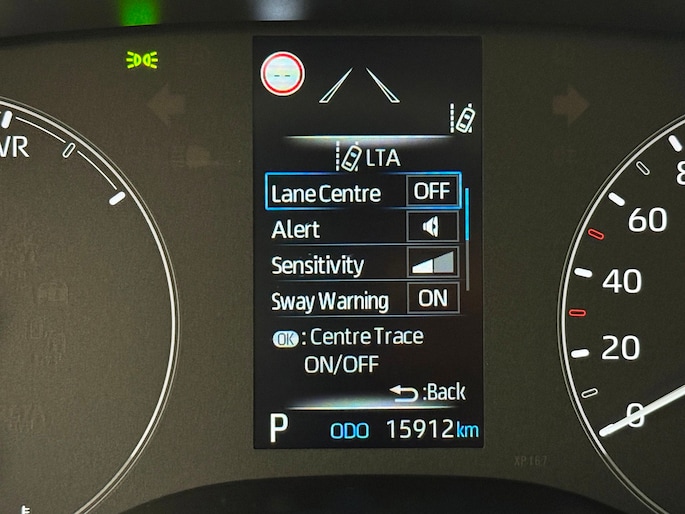 LTA
Lane Centre OFF
Alert
Sensitivity
Sway Warning ON
OK : Centre Trace
ON/OFF
:Back
P ODO 15912 km
XP167
60
40
20
0